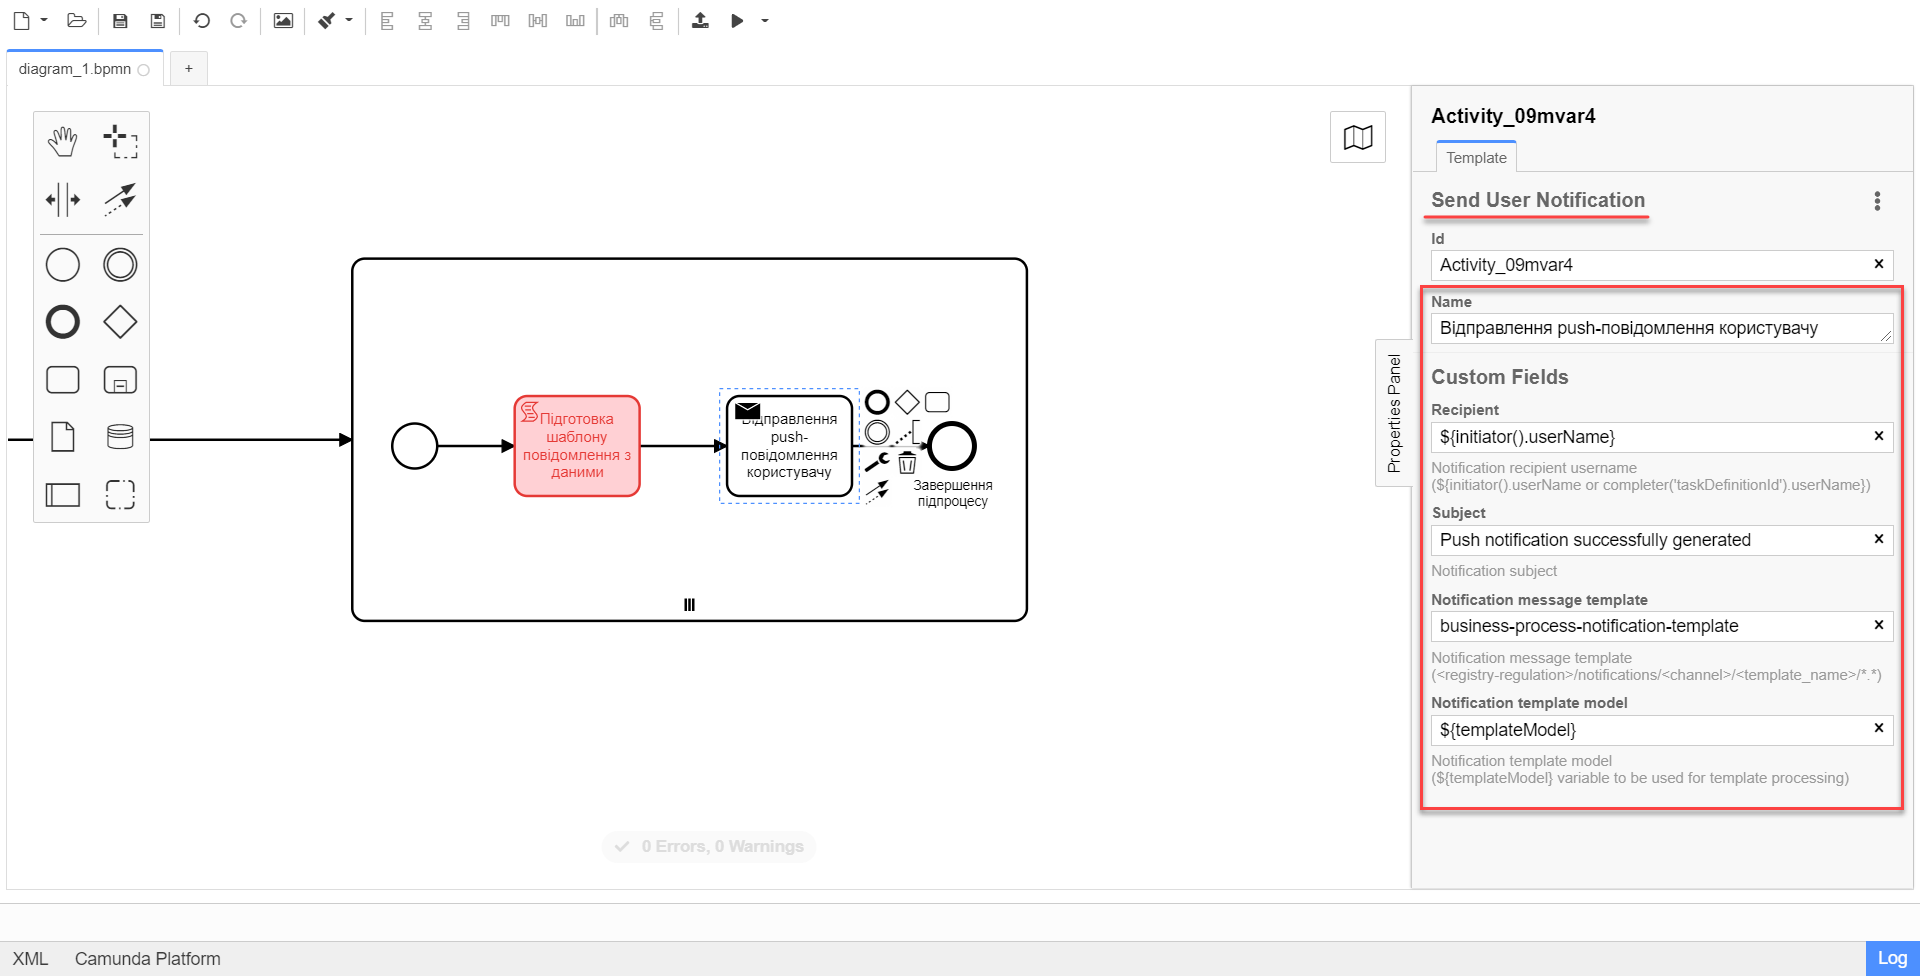 diagram_1.bpmn
+
Activity_09mvar4
Template
Send User Notification
Id
Activity_09mvar4
Name
Відправлення push-повідомлення користувачу
Custom Fields
Recipient
${initiator().userName}
Notification recipient username
(${initiator().userName or completer('taskDefinitionId').userName})
Subject
Push notification successfully generated
Notification subject
Notification message template
business-process-notification-template
Notification message template
(<registry-regulation>/notifications/<channel>/<template_name>/*.*)
Notification template model
${templateModel}
Notification template model
(${templateModel} variable to be used for template processing)
Properties Panel
Підготовка
шаблону
повідомлення з
даними
Відправлення
push-
повідомлення
користувачу
Завершення
підпроцесу
0 Errors, 0 Warnings
XML
Camunda Platform
Log